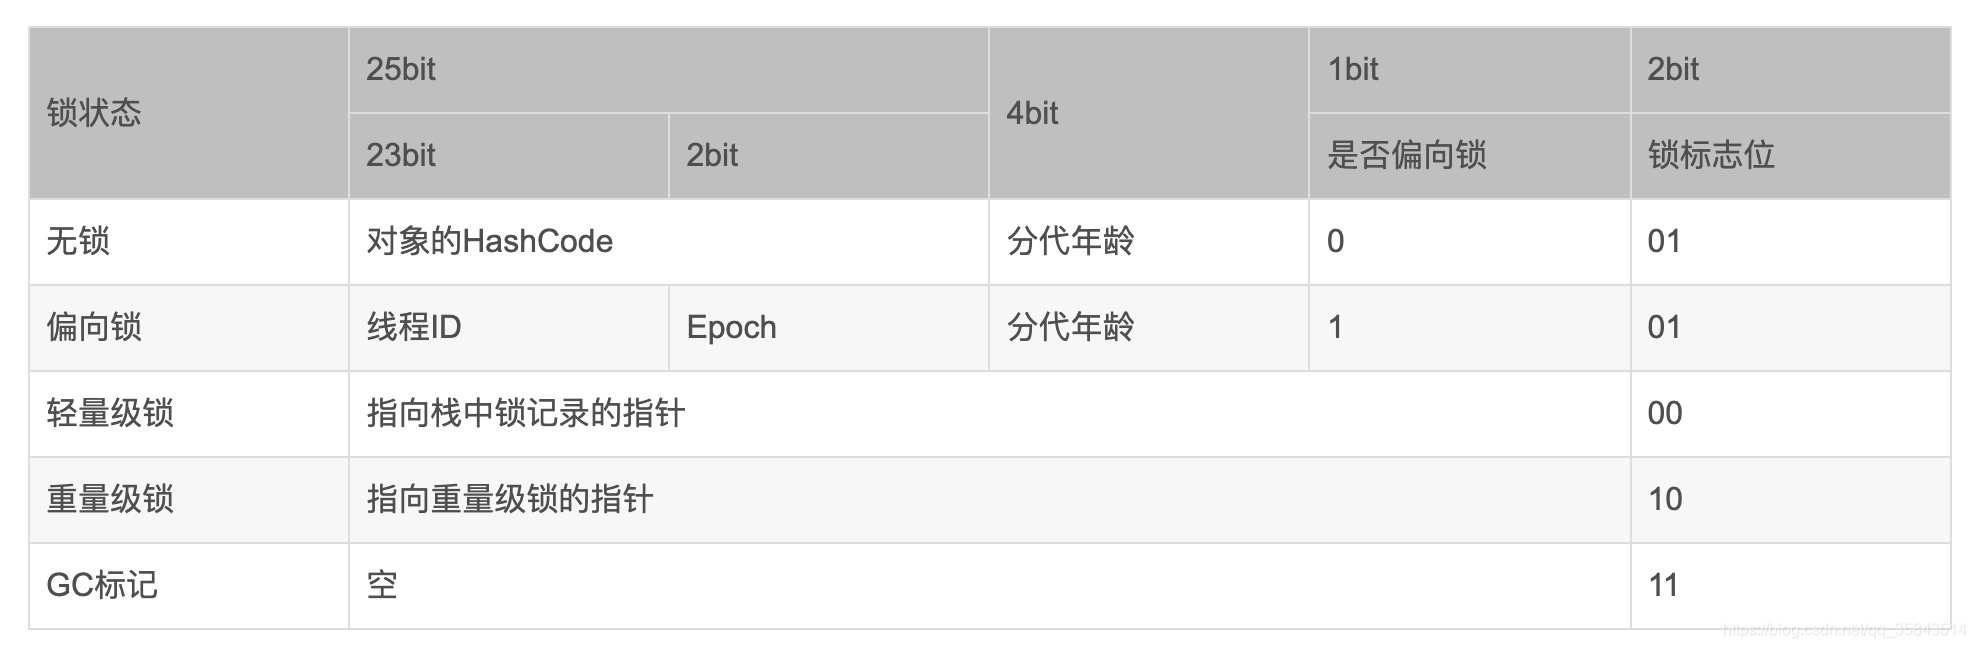 锁状态 25bit 4bit 1bit 2bit
23bit 2bit 是否偏向锁 锁标志位
无锁 对象的HashCode 分代年龄 0 01
偏向锁 线程ID Epoch 分代年龄 1 01
轻量级锁 指向栈中锁记录的指针 00
重量级锁 指向重量级锁的指针 10
GC标记 空 11
https://blog.csdn.net/qq_35843514